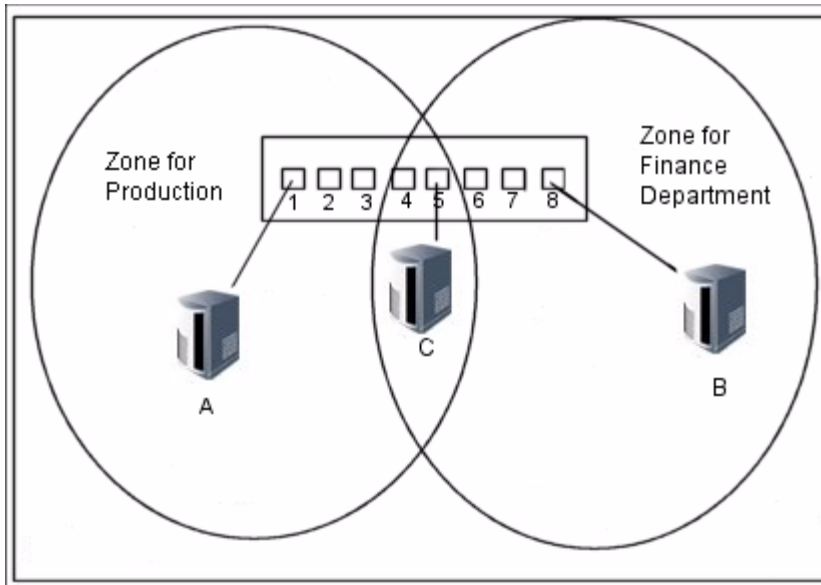 Zone for
Production
Zone for
Finance
Department
1 2 3 4 5 6 7 8
A
C
B